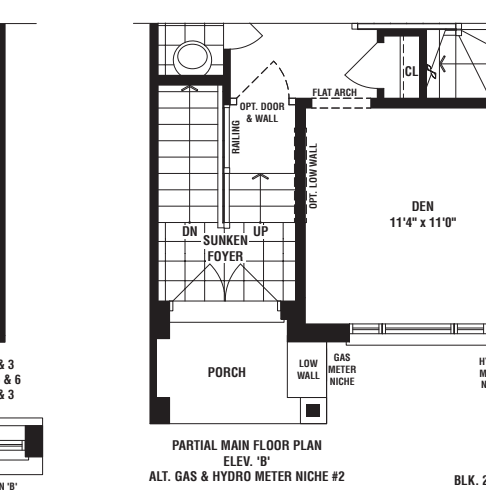 CL
FLAT ARCH
OPT. DOOR
& WALL
RAILING
OPT. LOW WALL
DEN
11'4" x 11'0"
DN
UP
SUNKEN
FOYER
PORCH
LOW
WALL
GAS
METER
NICHE
& 3
& 6
& 3
PARTIAL MAIN FLOOR PLAN
ELEV. 'B'
ALT. GAS & HYDRO METER NICHE #2
N 'B'
BLK. 2